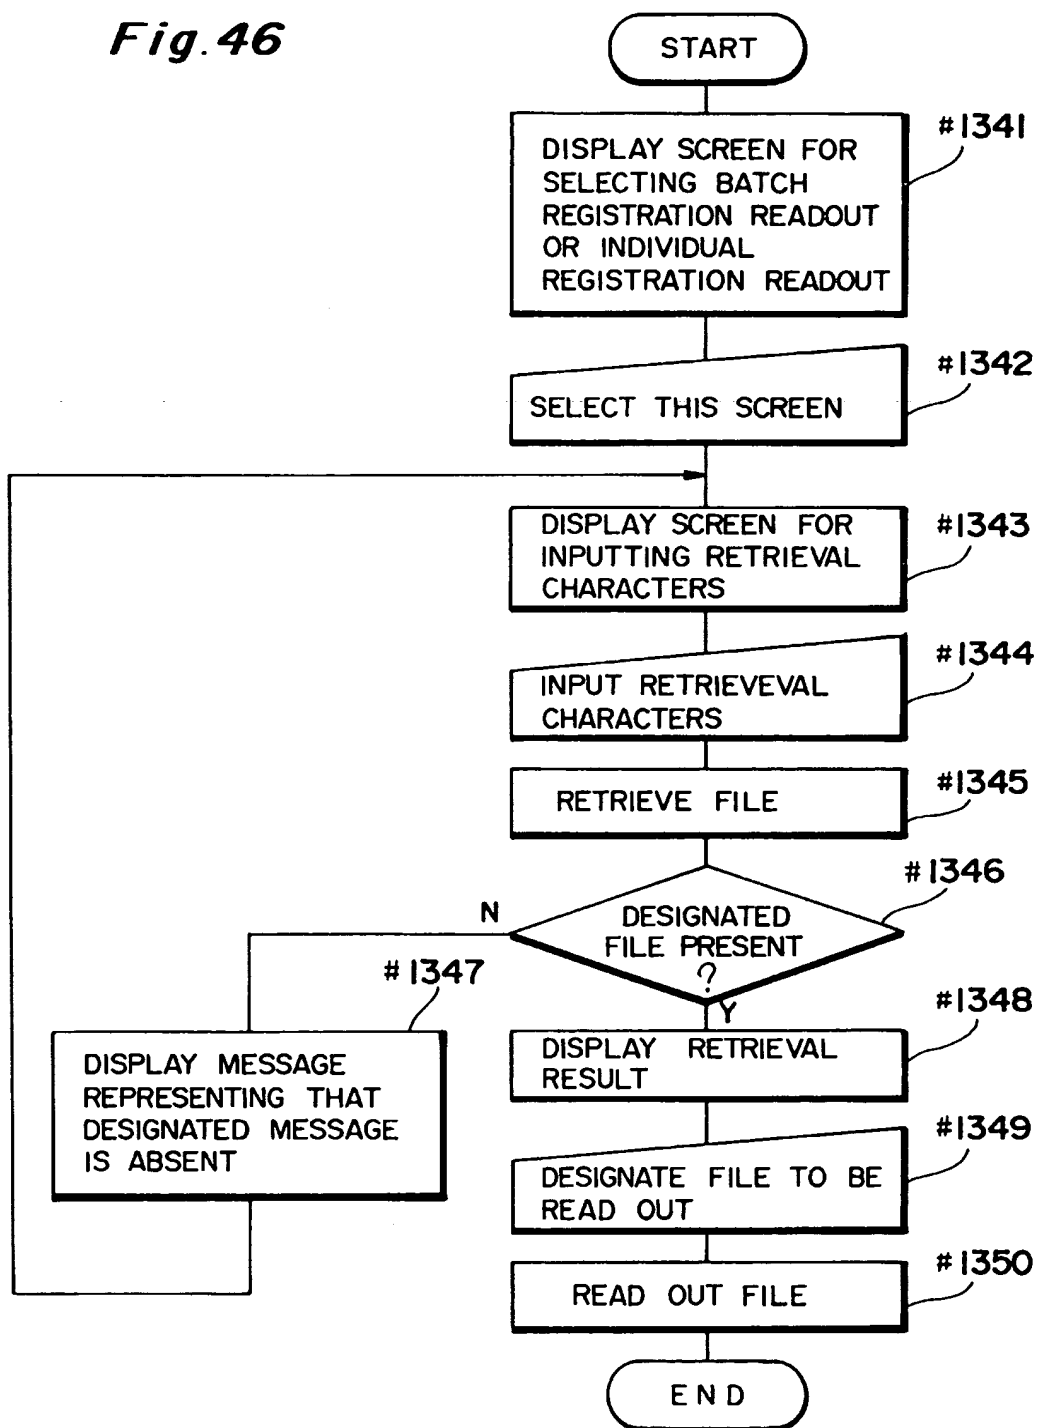 Fig.46
START
#1341
DISPLAY SCREEN FOR
SELECTING BATCH
REGISTRATION READOUT
OR INDIVIDUAL
REGISTRATION READOUT
#1342
SELECT THIS SCREEN
#1343
DISPLAY SCREEN FOR
INPUTTING RETRIEVAL
CHARACTERS
#1344
INPUT RETRIEVEVAL
CHARACTERS
#1345
RETRIEVE FILE
#1346
N
DESIGNATED
FILE PRESENT
?
Y
#1347
DISPLAY MESSAGE
REPRESENTING THAT
DESIGNATED MESSAGE
IS ABSENT
#1348
DISPLAY RETRIEVAL
RESULT
#1349
DESIGNATE FILE TO BE
READ OUT
#1350
READ OUT FILE
END